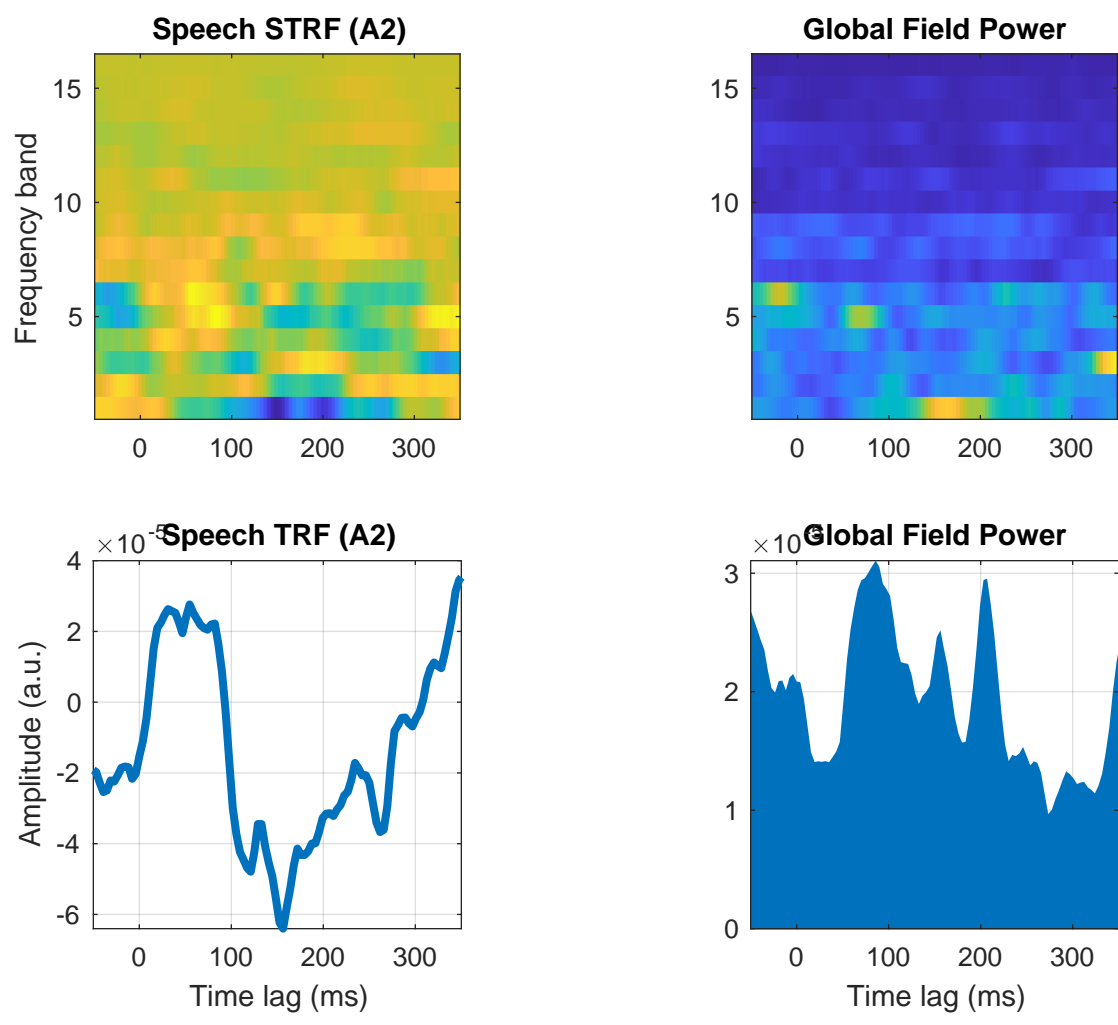 Speech STRF (A2)
Global Field Power
Frequency band
15
10
5
0 100 200 300
15
10
5
0 100 200 300
×10⁻⁵
Speech TRF (A2)
Amplitude (a.u.)
4
2
0
-2
-4
-6
0 100 200 300
Time lag (ms)
×10⁻⁵
Global Field Power
3
2
1
0
0 100 200 300
Time lag (ms)